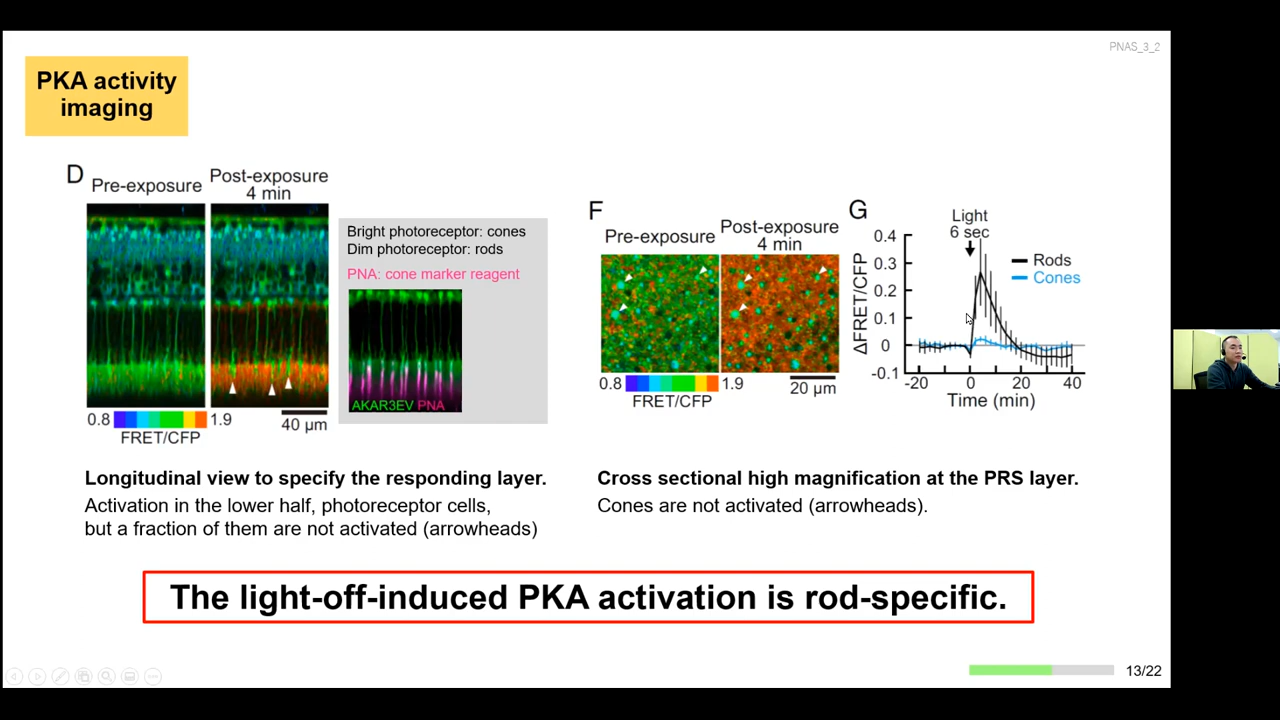 PNAS_3_2
PKA activity
imaging
D
Pre-exposure
Post-exposure
4 min
0.8
1.9
FRET/CFP
40 µm
Bright photoreceptor: cones
Dim photoreceptor: rods
PNA: cone marker reagent
AKAR3EV PNA
F
Pre-exposure
Post-exposure
4 min
0.8
1.9
FRET/CFP
20 µm
G
Light
6 sec
Rods
Cones
ΔFRET/CFP
0.4
0.3
0.2
0.1
0
-0.1
-20
0
20
40
Time (min)
Longitudinal view to specify the responding layer.
Activation in the lower half, photoreceptor cells,
but a fraction of them are not activated (arrowheads)
Cross sectional high magnification at the PRS layer.
Cones are not activated (arrowheads).
The light-off-induced PKA activation is rod-specific.
13/22